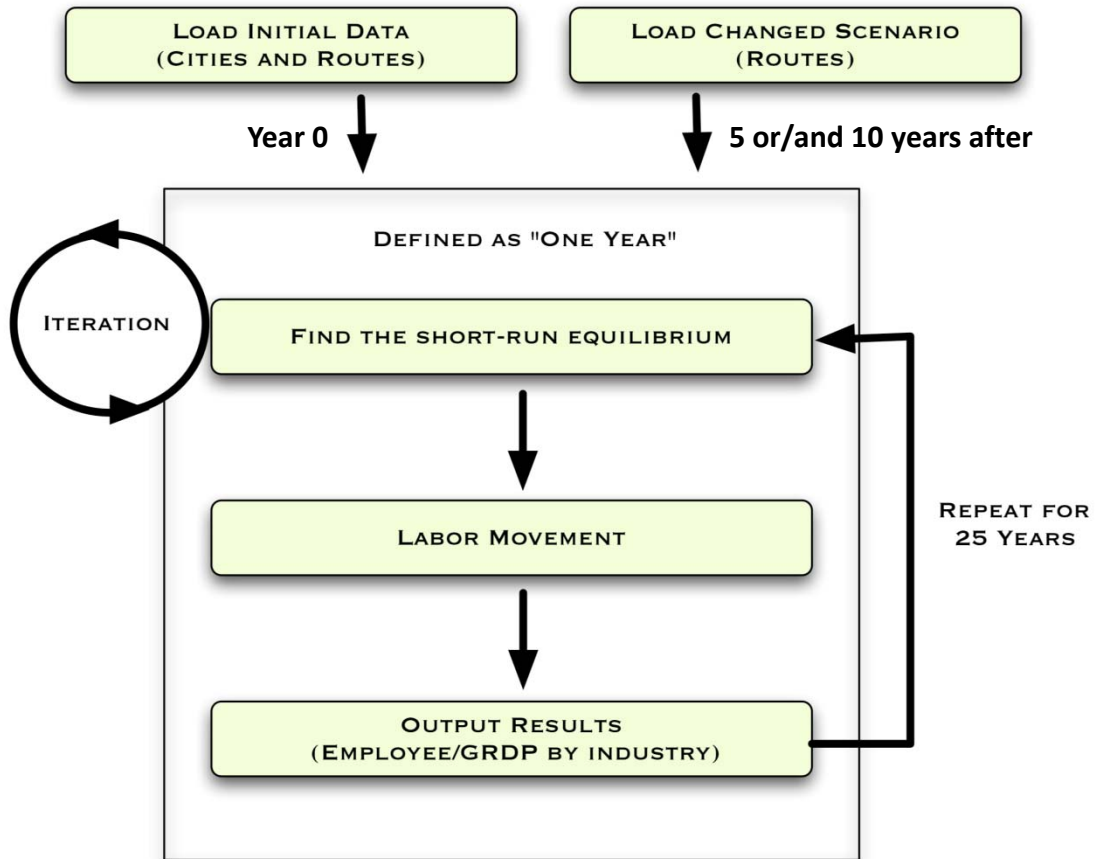 Load Initial Data
(Cities and Routes)
Load Changed Scenario
(Routes)
Year 0
5 or/and 10 years after
Defined as "One Year"
Iteration
Find the short-run equilibrium
Labor Movement
Repeat for
25 Years
Output Results
(Employee/GRDP by industry)